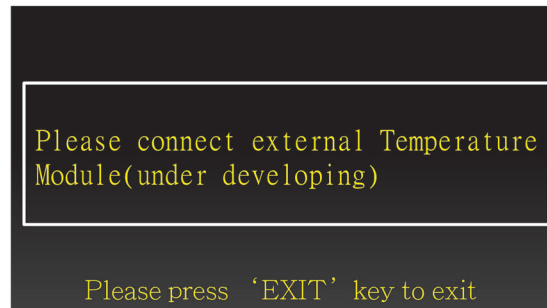 Please connect external Temperature
Module(under developing)
Please press ‘EXIT’ key to exit